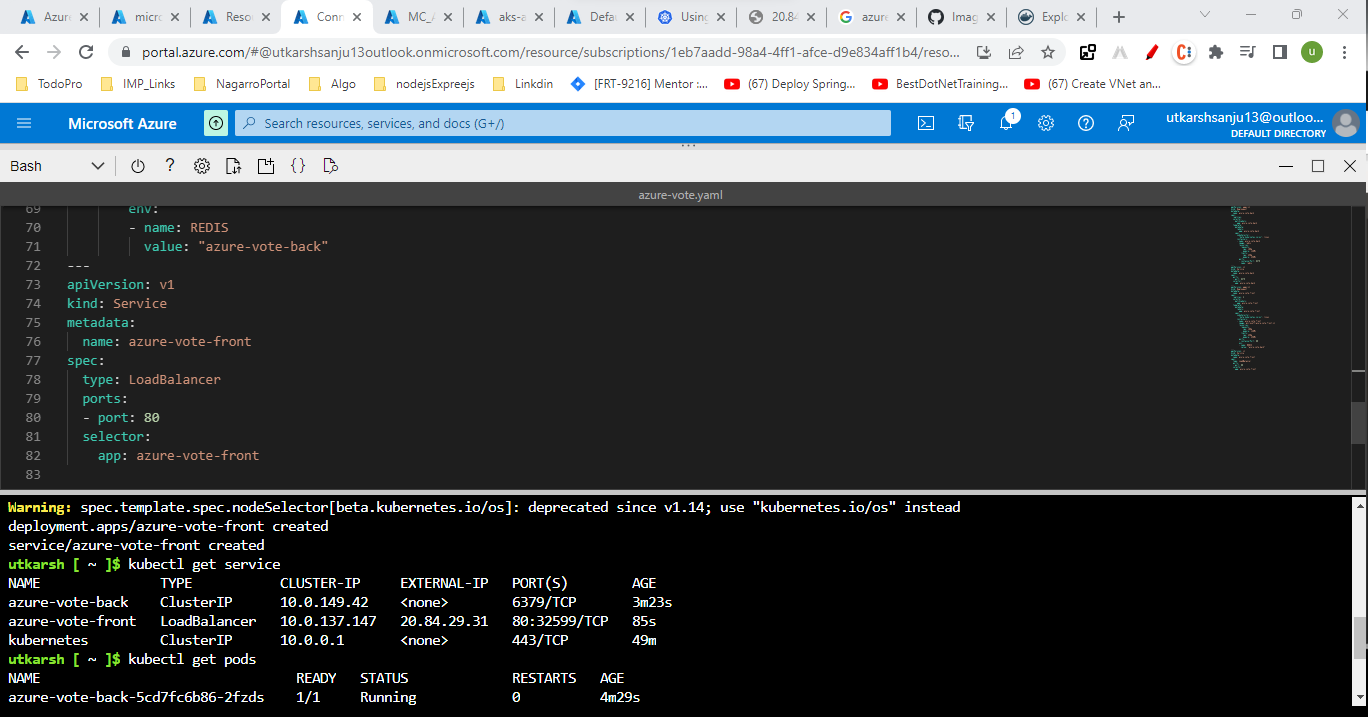 Azur
micro
Reso
Conn
MC_
aks-a
Defau
Using
20.84
azure
Imag
Explo
portal.azure.com/#@utkarshsanju13outlook.onmicrosoft.com/resource/subscriptions/1eb7aadd-98a4-4ff1-afce-d9e834aff1b4/reso...
u
TodoPro
IMP_Links
NagarroPortal
Algo
nodejsExpreejs
Linkdin
[FRT-9216] Mentor :...
(67) Deploy Spring...
BestDotNetTraining...
(67) Create VNet an...
Microsoft Azure
Search resources, services, and docs (G+/)
1
utkarshsanju13@outloo...
DEFAULT DIRECTORY
Bash
azure-vote.yaml
69 env:
70 - name: REDIS
71 value: "azure-vote-back"
72 ---
73 apiVersion: v1
74 kind: Service
75 metadata:
76 name: azure-vote-front
77 spec:
78 type: LoadBalancer
79 ports:
80 - port: 80
81 selector:
82 app: azure-vote-front
83
Warning: spec.template.spec.nodeSelector[beta.kubernetes.io/os]: deprecated since v1.14; use "kubernetes.io/os" instead
deployment.apps/azure-vote-front created
service/azure-vote-front created
utkarsh [ ~ ]$ kubectl get service
NAME TYPE CLUSTER-IP EXTERNAL-IP PORT(S) AGE
azure-vote-back ClusterIP 10.0.149.42 <none> 6379/TCP 3m23s
azure-vote-front LoadBalancer 10.0.137.147 20.84.29.31 80:32599/TCP 85s
kubernetes ClusterIP 10.0.0.1 <none> 443/TCP 49m
utkarsh [ ~ ]$ kubectl get pods
NAME READY STATUS RESTARTS AGE
azure-vote-back-5cd7fc6b86-2fzds 1/1 Running 0 4m29s